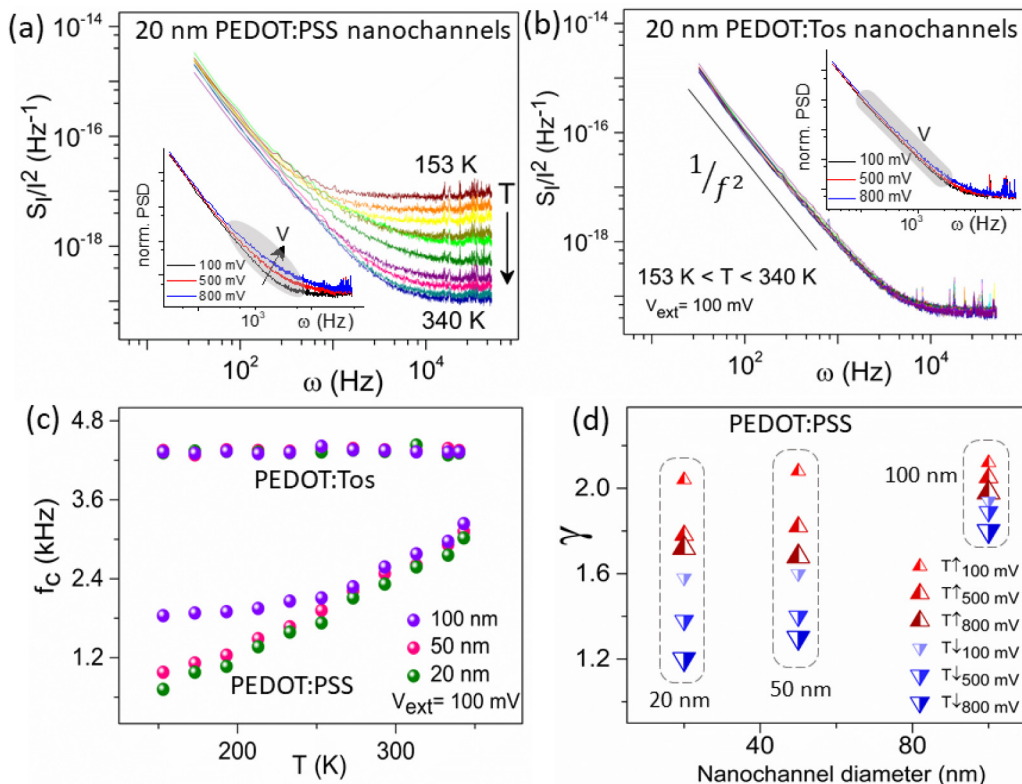 (a) 20 nm PEDOT:PSS nanochannels
10⁻¹⁴
10⁻¹⁶
10⁻¹⁸
S_I/I² (Hz⁻¹)
153 K
T
340 K
norm. PSD
V
100 mV
500 mV
800 mV
10³
ω (Hz)
10² 10⁴
ω (Hz)
(b) 20 nm PEDOT:Tos nanochannels
10⁻¹⁴
10⁻¹⁶
10⁻¹⁸
S_I/I² (Hz⁻¹)
1/f²
norm. PSD
V
100 mV
500 mV
800 mV
10³
ω (Hz)
153 K < T < 340 K
V_ext= 100 mV
10² 10⁴
ω (Hz)
(c)
4.8
3.6
2.4
1.2
f_C (kHz)
PEDOT:Tos
100 nm
50 nm
20 nm
PEDOT:PSS
V_ext= 100 mV
200 300
T (K)
(d) PEDOT:PSS
2.0
1.6
1.2
γ
20 nm
50 nm
100 nm
T↑100 mV
T↑500 mV
T↑800 mV
T↓100 mV
T↓500 mV
T↓800 mV
40 80
Nanochannel diameter (nm)